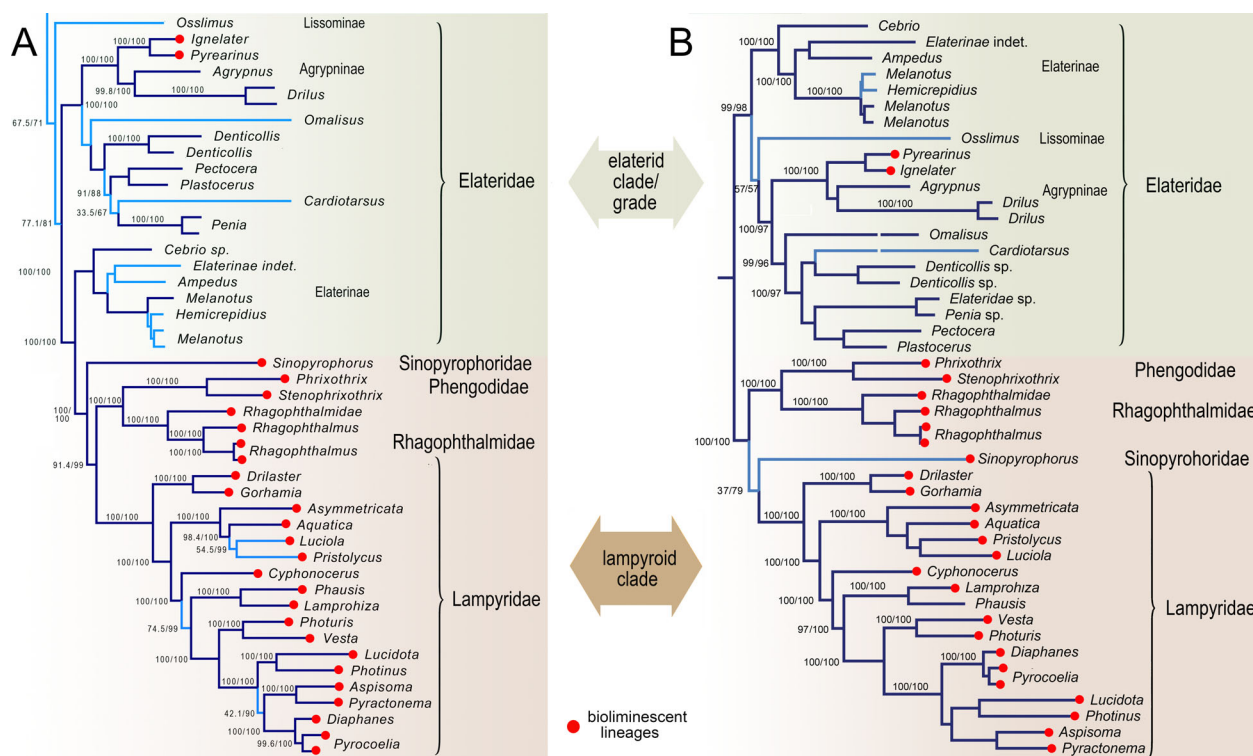 A
Osslimus
Lissominae
100/100
Ignelater
Pyrearinus
100/100
Agrypnus
Agrypninae
99.8/100
100/100
Drilus
100/100
Omalisus
67.5/71
100/100
Denticollis
Denticollis
Pectocera
91/88
Plastocerus
Elateridae
33.5/67
Cardiotarsus
100/100
Penia
77.1/81
Cebrio sp.
100/100
Elaterinae indet.
Ampedus
Elaterinae
Melanotus
Hemicrepidius
Melanotus
100/100
Sinopyrophorus
Sinopyrophoridae
100/100
Phrixothrix
Phengodidae
100/100
Stenophrixothrix
100/
100
100/100
Rhagophthalmidae
100/100
Rhagophthalmus
100/100
Rhagophthalmus
Rhagophthalmidae
91.4/99
100/100
Drilaster
Gorhamia
100/100
100/100
Asymmetricata
Aquatica
98.4/100
Luciola
54.5/99
Pristolycus
100/100
Cyphonocerus
100/100
Phausis
Lamprohiza
Lampyridae
74.5/99
100/100
Photuris
Vesta
100/100
100/100
Lucidota
Photinus
100/100
100/100
Aspisoma
Pyractonema
42.1/90
Diaphanes
100/100
99.6/100
Pyrocoelia
elaterid
clade/
grade
lampyroid
clade
bioliminescent
lineages
B
Cebrio
100/100
Elaterinae indet.
Ampedus
Elaterinae
100/100
Melanotus
100/100
Hemicrepidius
Melanotus
Melanotus
99/98
Osslimus
Lissominae
Pyrearinus
100/100
Ignelater
57/57
Agrypnus
Agrypninae
Elateridae
100/100
Drilus
Drilus
100/97
Omalisus
Cardiotarsus
99/96
Denticollis sp.
Denticollis sp.
100/97
Elateridae sp.
Penia sp.
Pectocera
Plastocerus
100/100
Phrixothrix
Phengodidae
100/100
Stenophrixothrix
100/100
Rhagophthalmidae
Rhagophthalmus
Rhagophthalmidae
Rhagophthalmus
100/100
Sinopyrophorus
Sinopyrohoridae
100/100
Drilaster
37/79
Gorhamia
100/100
100/100
Asymmetricata
Aquatica
Pristolycus
Luciola
100/100
Cyphonocerus
100/100
Lamprohiza
Phausis
Lampyridae
97/100
100/100
Vesta
Photuris
100/100
Diaphanes
Pyrocoelia
100/100
Lucidota
Photinus
Aspisoma
Pyractonema